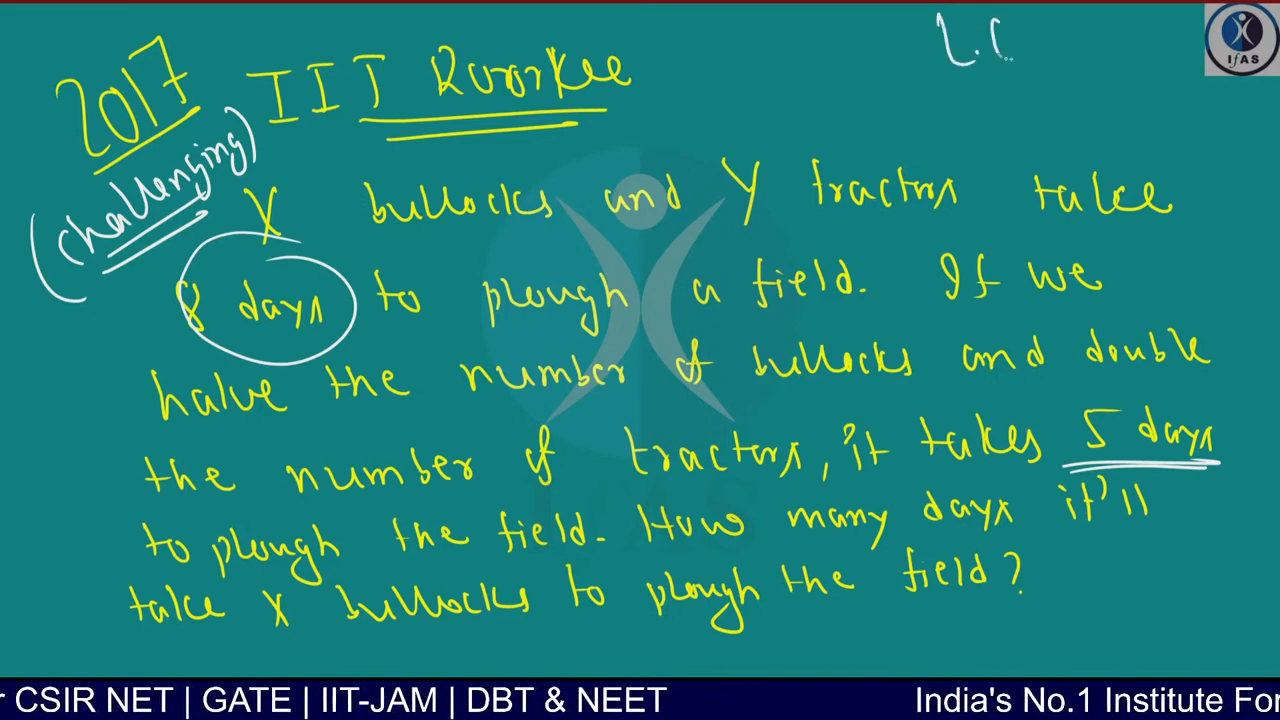 2017 IIT Roorkee
L.C
IfAS
(challenging)
X bullocks and Y tractors take
8 days to plough a field. If we
halve the number of bullocks and double
the number of tractors, it takes 5 days
to plough the field. How many days it'll
take X bullocks to plough the field?
IFAS
r CSIR NET | GATE | IIT-JAM | DBT & NEET India's No.1 Institute For